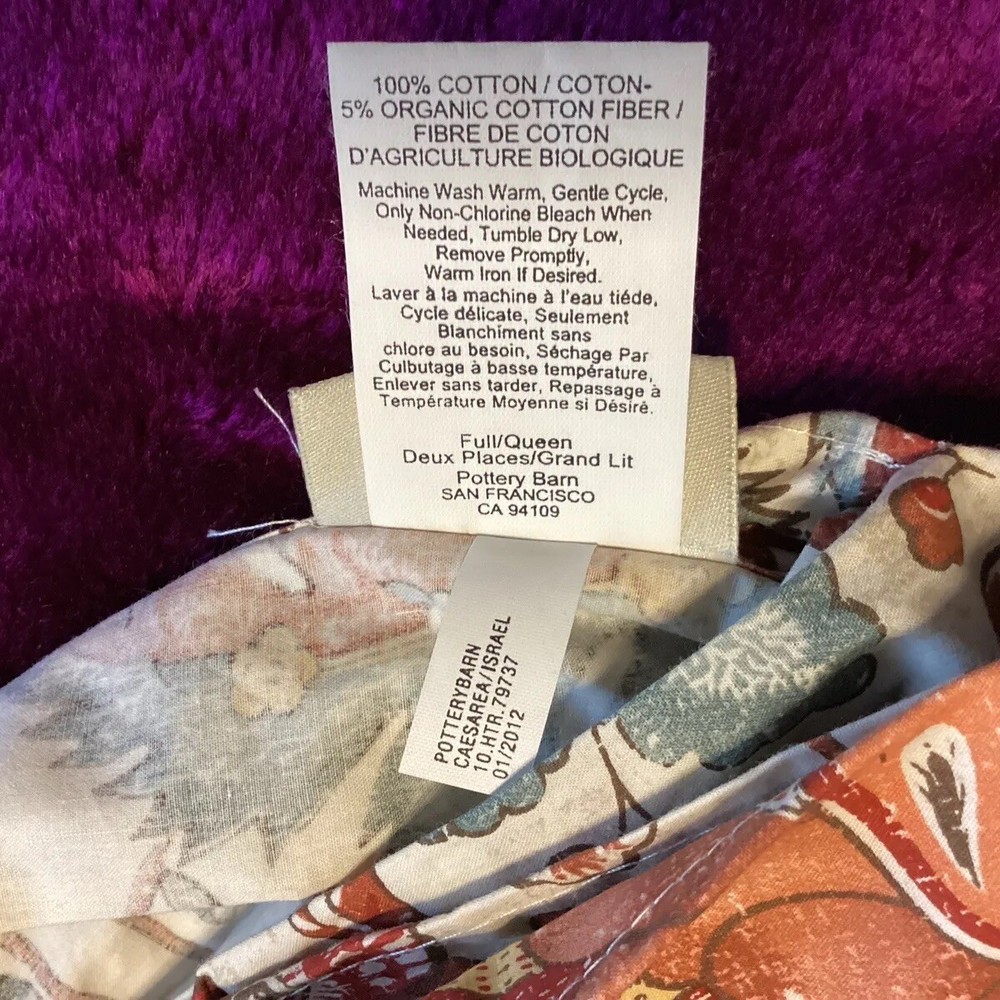 100% COTTON / COTON-
5% ORGANIC COTTON FIBER /
FIBRE DE COTON
D'AGRICULTURE BIOLOGIQUE
Machine Wash Warm, Gentle Cycle,
Only Non-Chlorine Bleach When
Needed, Tumble Dry Low,
Remove Promptly,
Warm Iron If Desired.
Laver à la machine à l'eau tiéde,
Cycle délicate, Seulement
Blanchiment sans
chlore au besoin, Séchage Par
Culbutage à basse température,
Enlever sans tarder, Repassage à
Température Moyenne si Désiré.
Full/Queen
Deux Places/Grand Lit
Pottery Barn
SAN FRANCISCO
CA 94109
POTTERYBARN
CAESAREA/ISRAEL
10.HTR.79737
01/2012